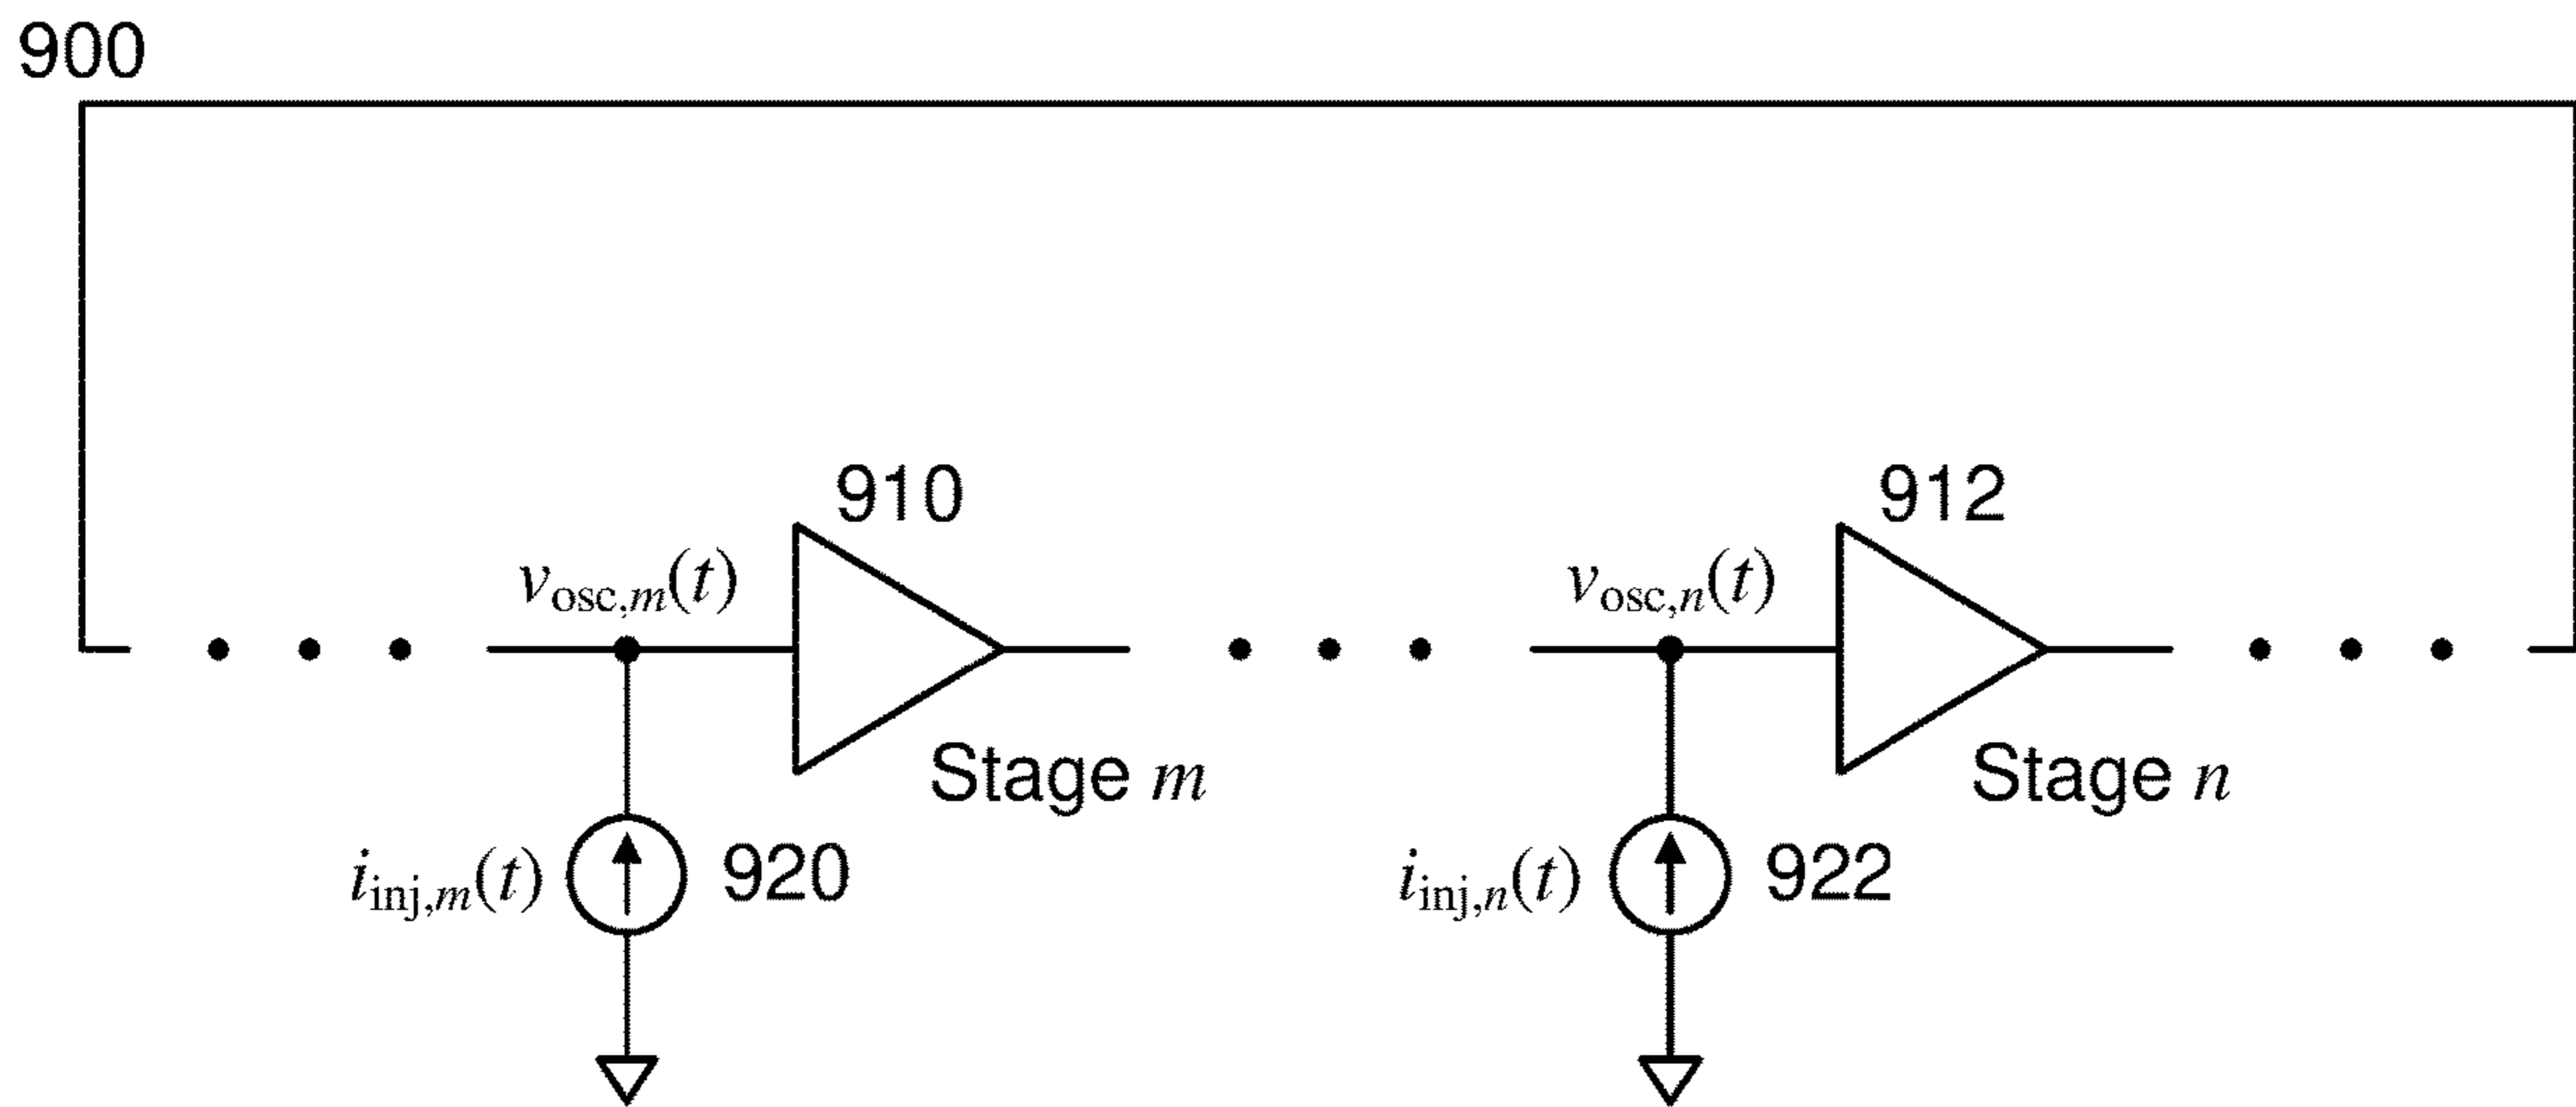 900
910
912
v_osc,m(t)
v_osc,n(t)
Stage m
Stage n
i_inj,m(t)
920
i_inj,n(t)
922